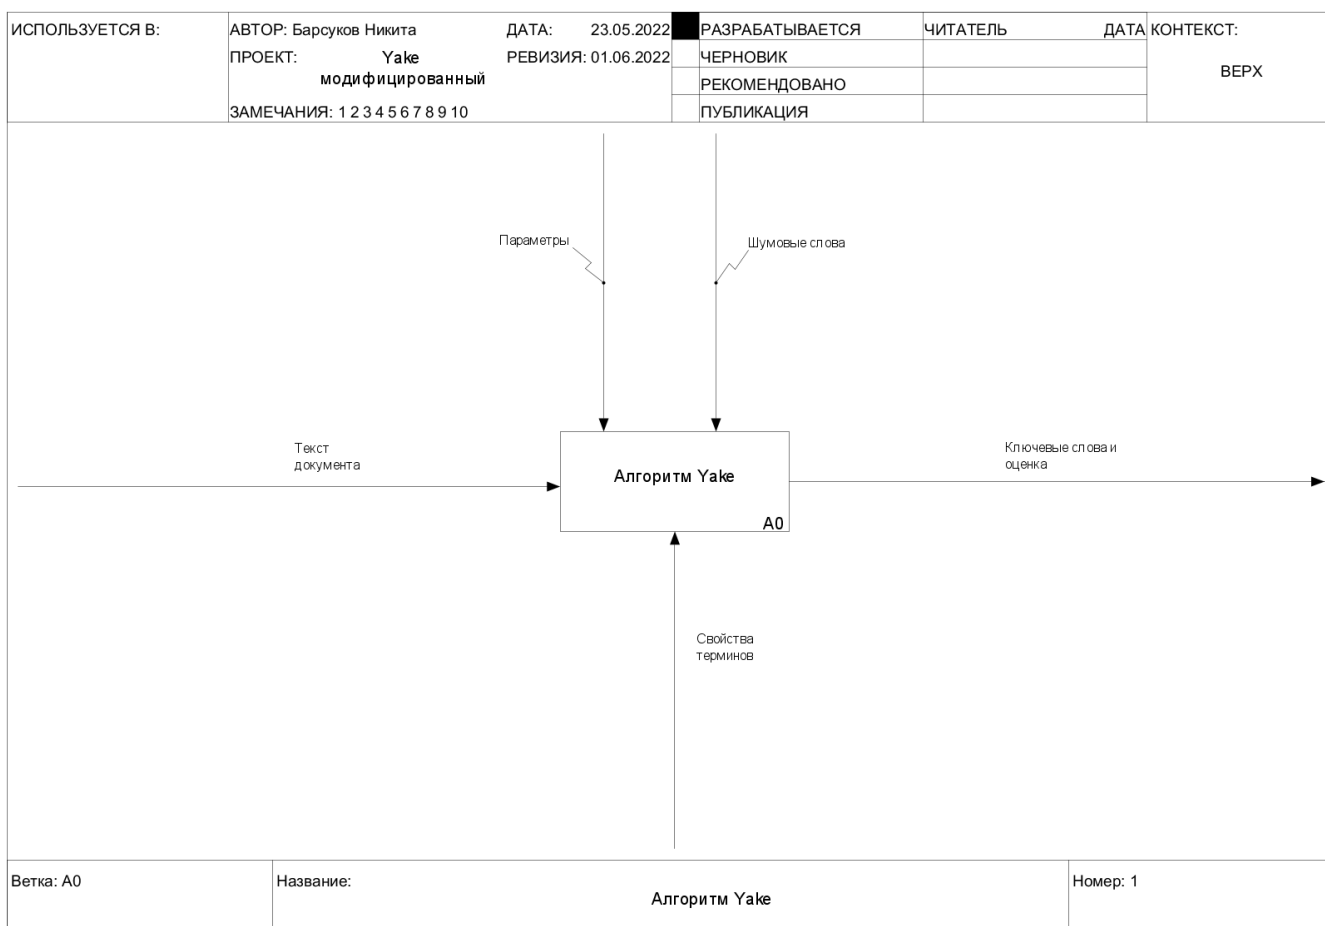 ИСПОЛЬЗУЕТСЯ В:
АВТОР: Барсуков Никита
ДАТА: 23.05.2022
РАЗРАБАТЫВАЕТСЯ
ЧИТАТЕЛЬ
ДАТА
КОНТЕКСТ:
ПРОЕКТ: Yake
модифицированный
РЕВИЗИЯ: 01.06.2022
ЧЕРНОВИК
ВЕРХ
РЕКОМЕНДОВАНО
ЗАМЕЧАНИЯ: 1 2 3 4 5 6 7 8 9 10
ПУБЛИКАЦИЯ
Параметры
Шумовые слова
Текст
документа
Алгоритм Yake
A0
Ключевые слова и
оценка
Свойства
терминов
Ветка: A0
Название:
Алгоритм Yake
Номер: 1